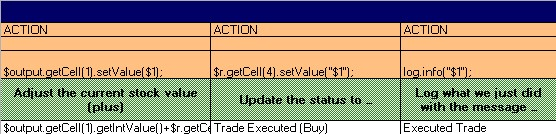 ACTION ACTION ACTION
$output.getCell(1).setValue($1); $r.getCell(4).setValue("$1"); log.info("$1");
Adjust the current stock value Update the status to .. Log what we just did
(plus) with the message ...
$output.getCell(1).getIntValue()+$r.getCe Trade Executed (Buy) Executed Trade